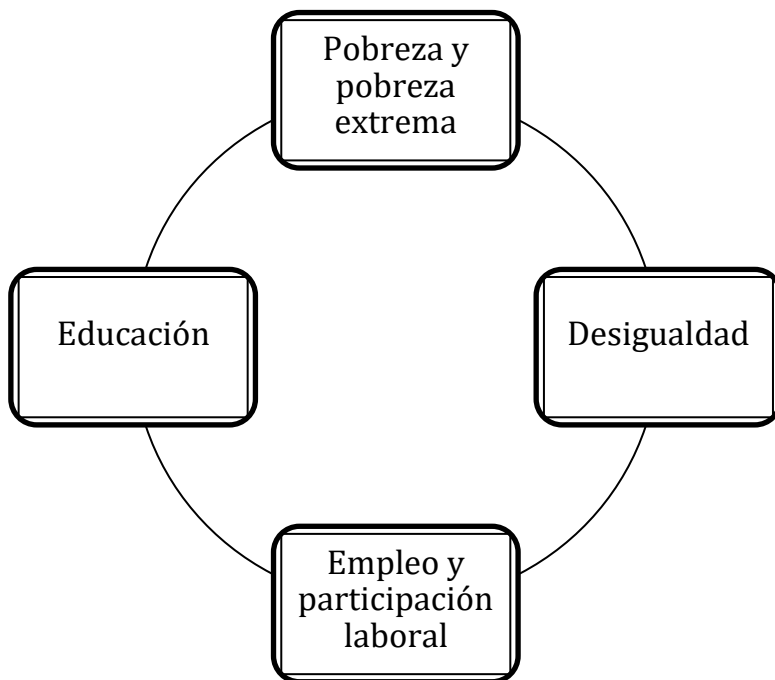 Pobreza y
pobreza
extrema
Educación
Desigualdad
Empleo y
participación
laboral